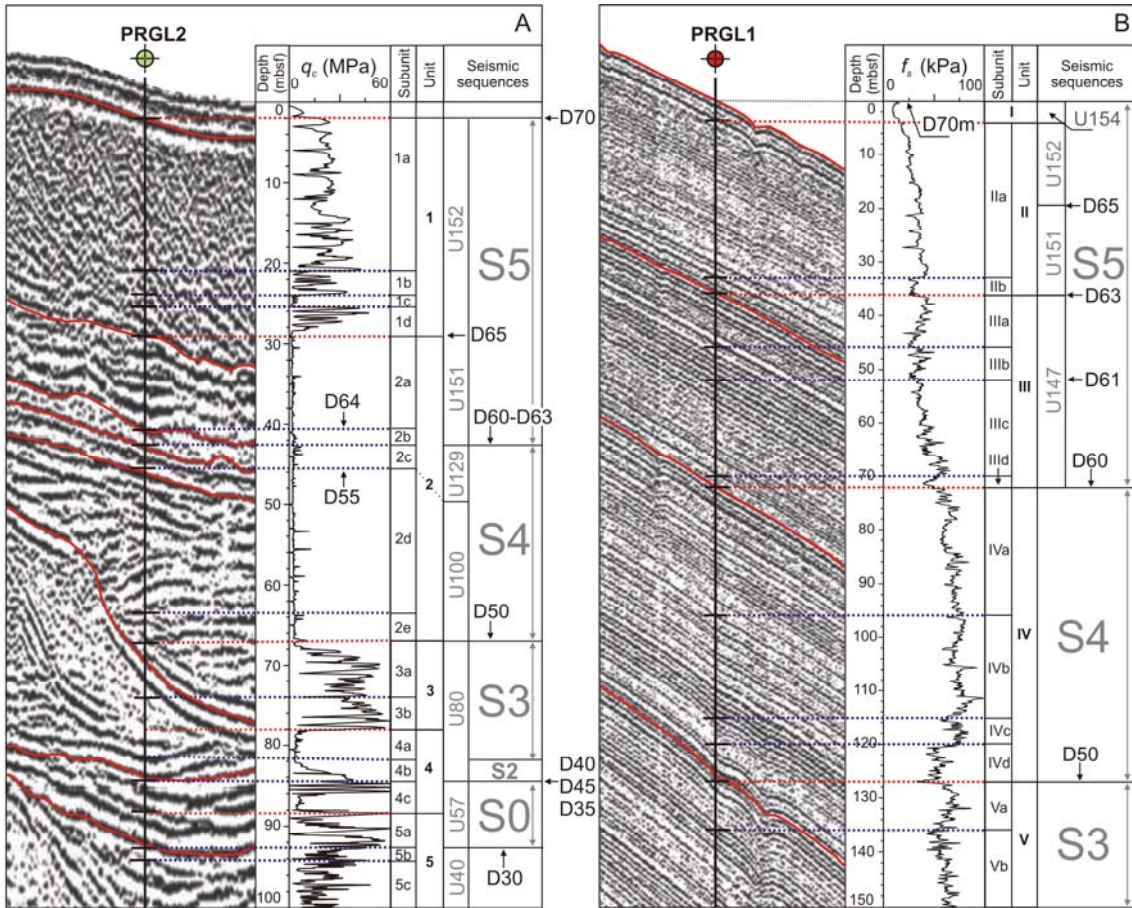 A
PRGL2
Depth (mbsf)
qc (MPa)
0 60
Subunit
Unit
Seismic sequences
0
10
20
30
40
50
60
70
80
90
100
1a
1b
1c
1d
2a
2b
2c
2d
2e
3a
3b
4a
4b
4c
5a
5b
5c
1
2
3
4
5
D64
D55
U152
U151
U129
U100
U80
U57
U40
S5
S4
S3
S2
S0
D70
D65
D60-D63
D50
D40
D45
D35
D30
B
PRGL1
Depth (mbsf)
fs (kPa)
0 100
Subunit
Unit
Seismic sequences
0
10
20
30
40
50
60
70
80
90
100
110
120
130
140
150
D70m
IIa
IIb
IIIa
IIIb
IIIc
IIId
IVa
IVb
IVc
IVd
Va
Vb
I
II
III
IV
V
U154
U152
U151
U147
D65
D63
D61
D60
D50
S5
S4
S3